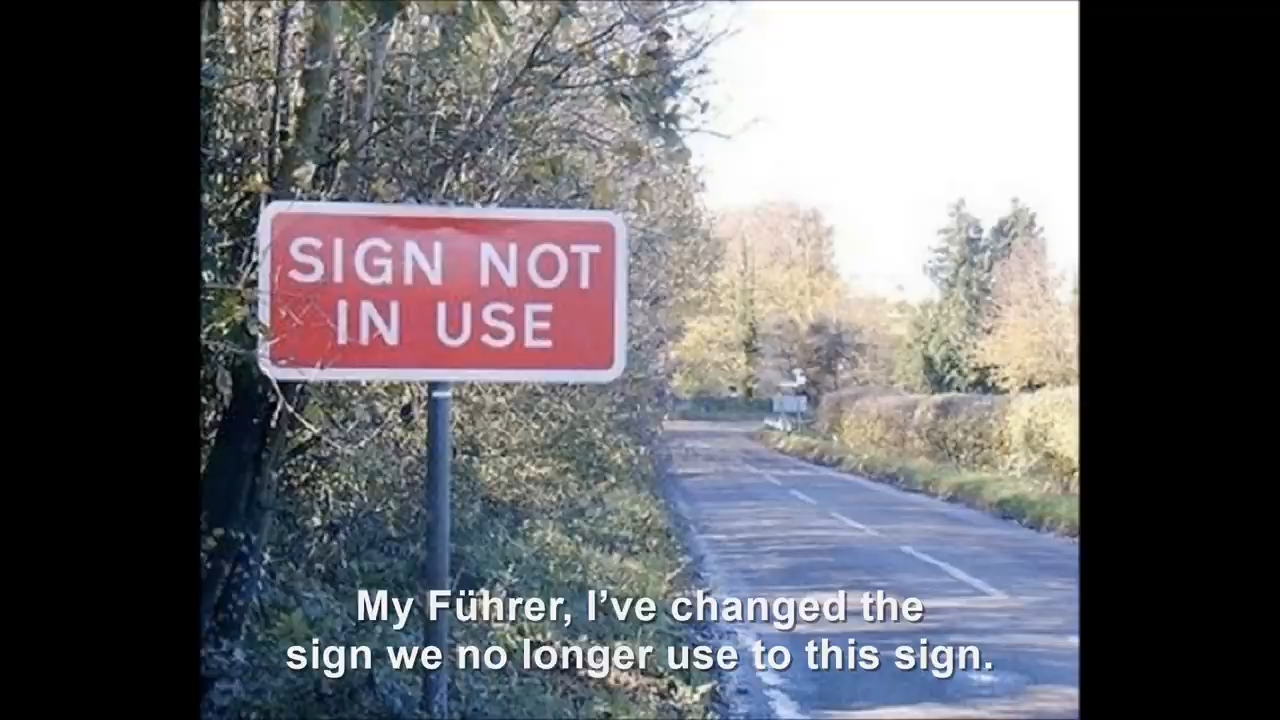 SIGN NOT
IN USE
My Führer, I’ve changed the
sign we no longer use to this sign.